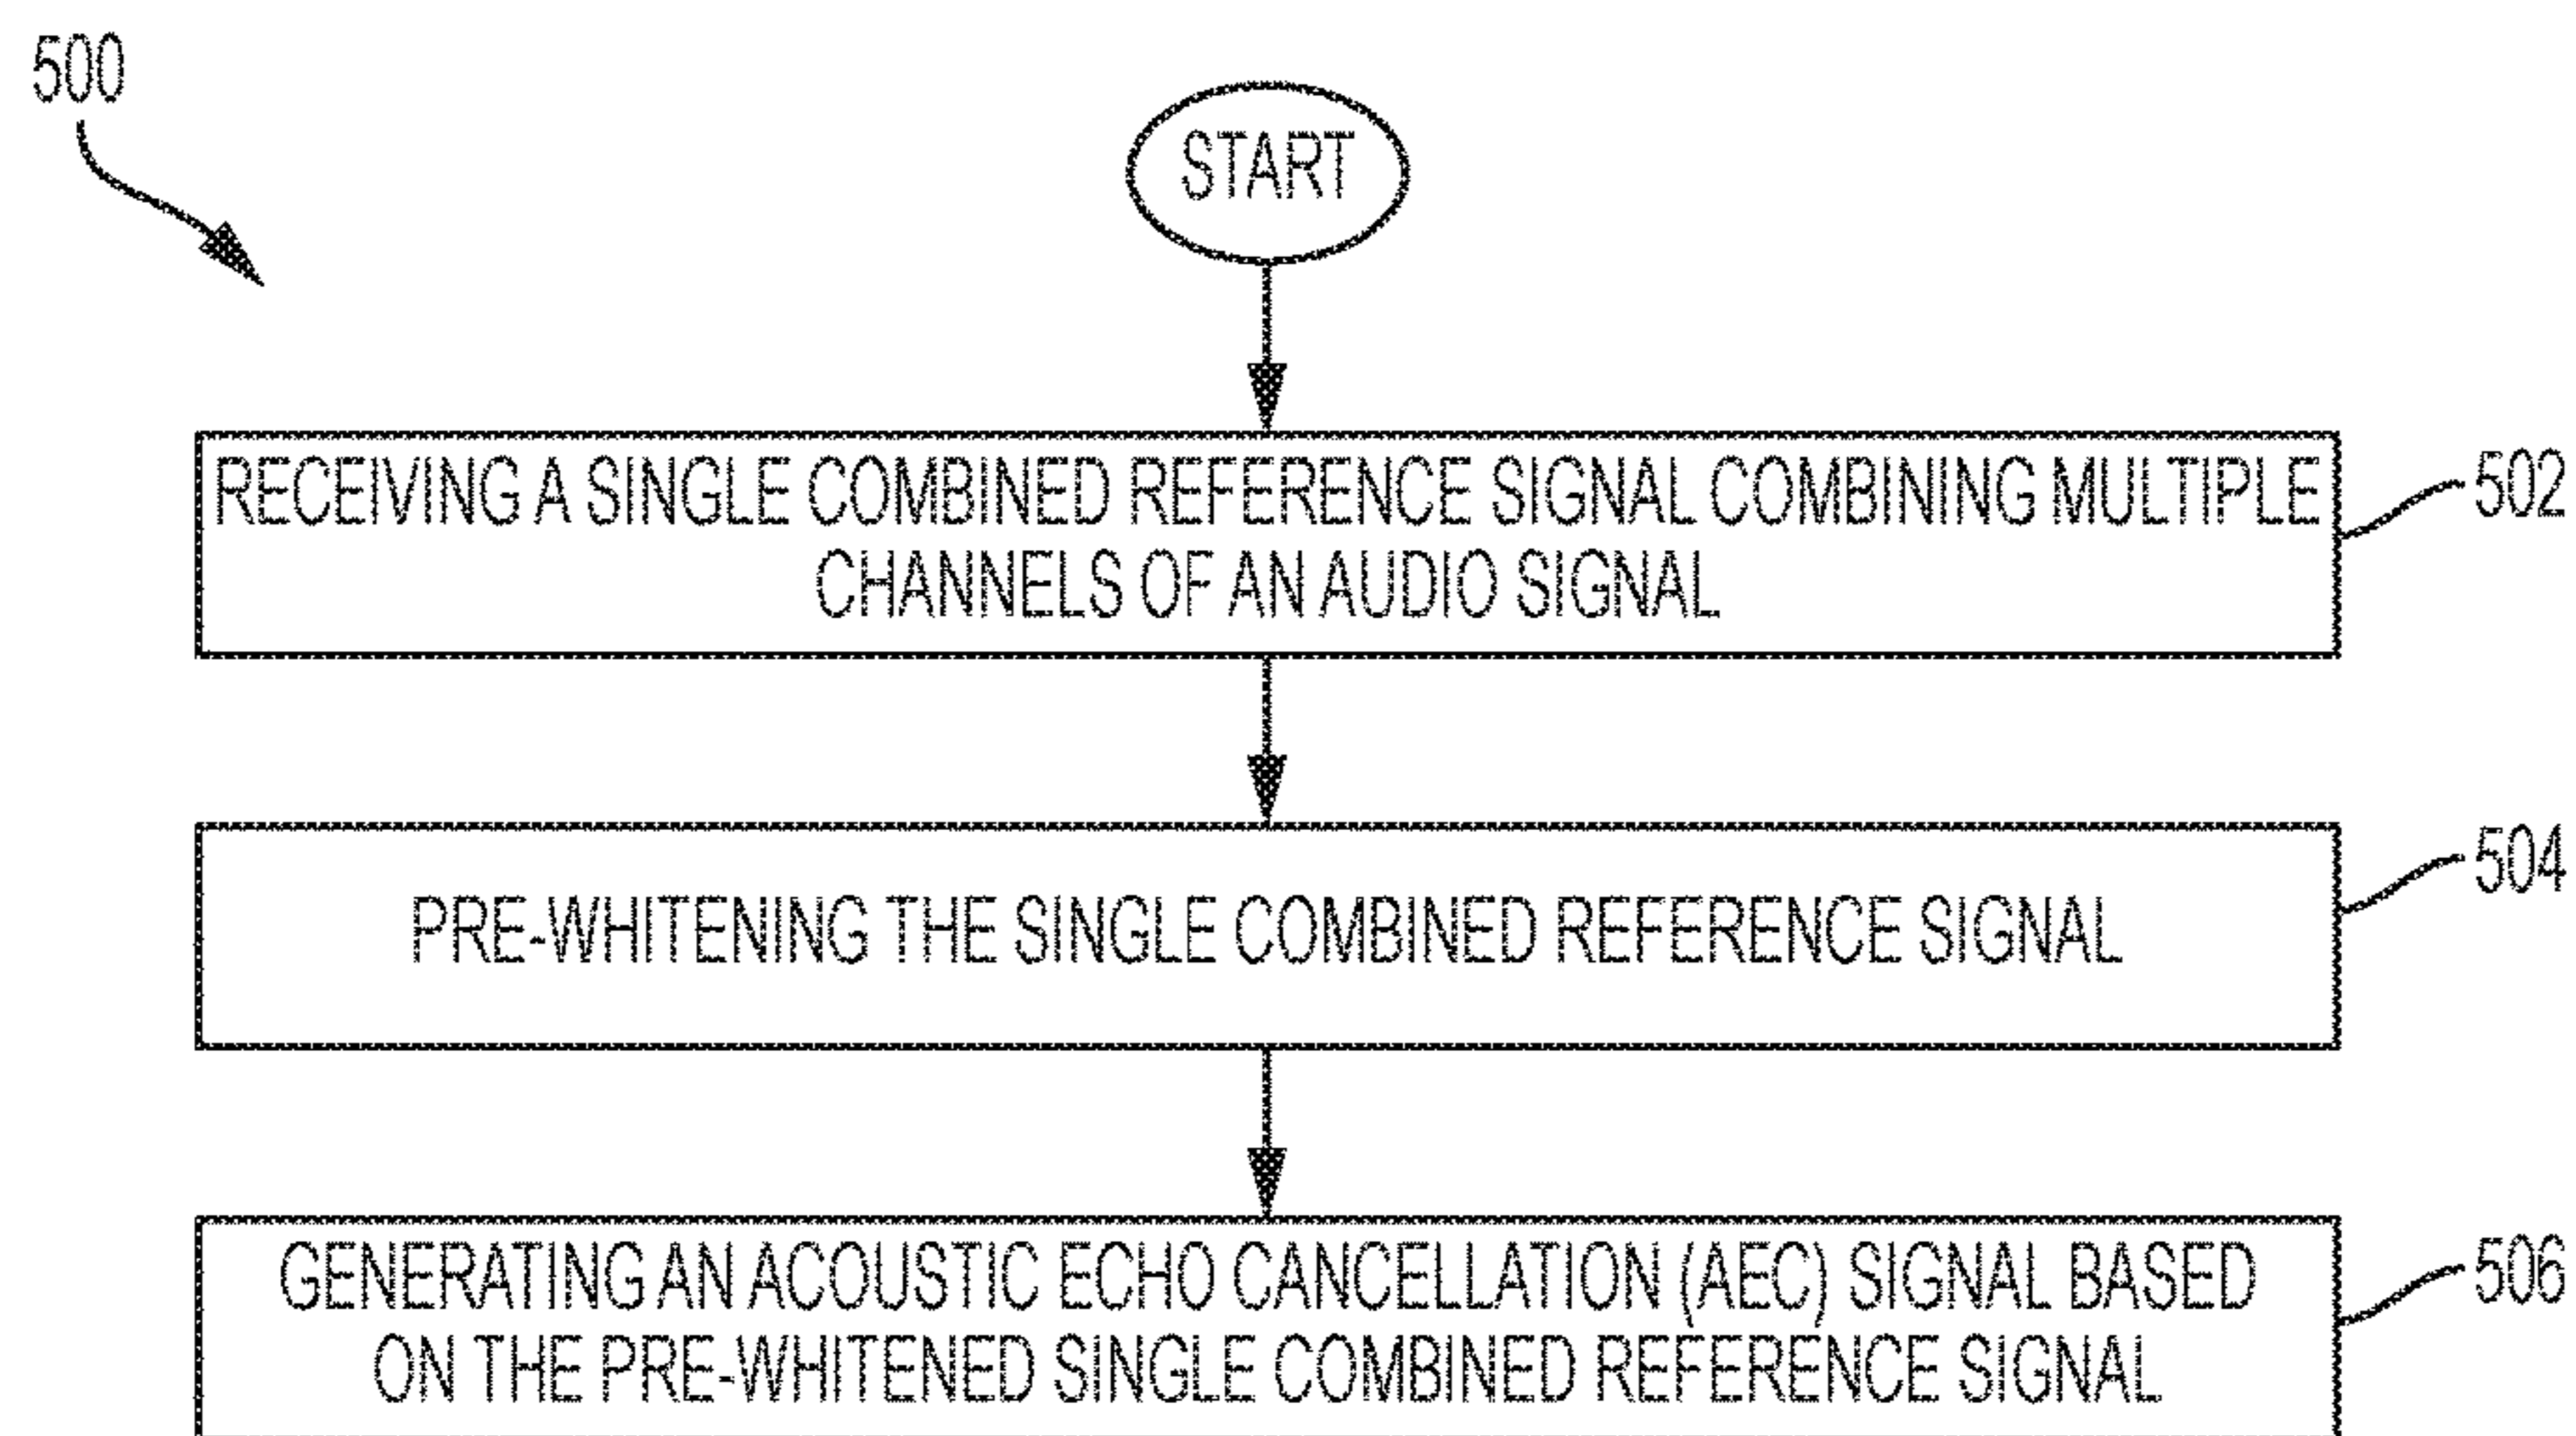 500
START
RECEIVING A SINGLE COMBINED REFERENCE SIGNAL COMBINING MULTIPLE
CHANNELS OF AN AUDIO SIGNAL
502
PRE-WHITENING THE SINGLE COMBINED REFERENCE SIGNAL
504
GENERATING AN ACOUSTIC ECHO CANCELLATION (AEC) SIGNAL BASED
ON THE PRE-WHITENED SINGLE COMBINED REFERENCE SIGNAL
506